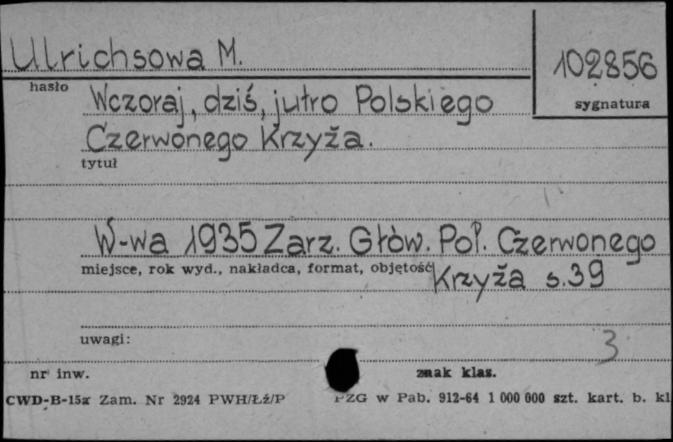 Ulrichsowa M.
102856
hasło
sygnatura
Wczoraj, dziś, jutro Polskiego
Czerwonego Krzyża.
tytuł
W-wa 1935 Zarz. Głów. Pol. Czerwonego
miejsce, rok wyd., nakładca, format, objętość
Krzyża s. 39
uwagi:
3
nr inw.
znak klas.
CWD-B-15a Zam. Nr 2924 PWH/Łź/P
PZG w Pab. 912-64 1 000 000 szt. kart. b. kl